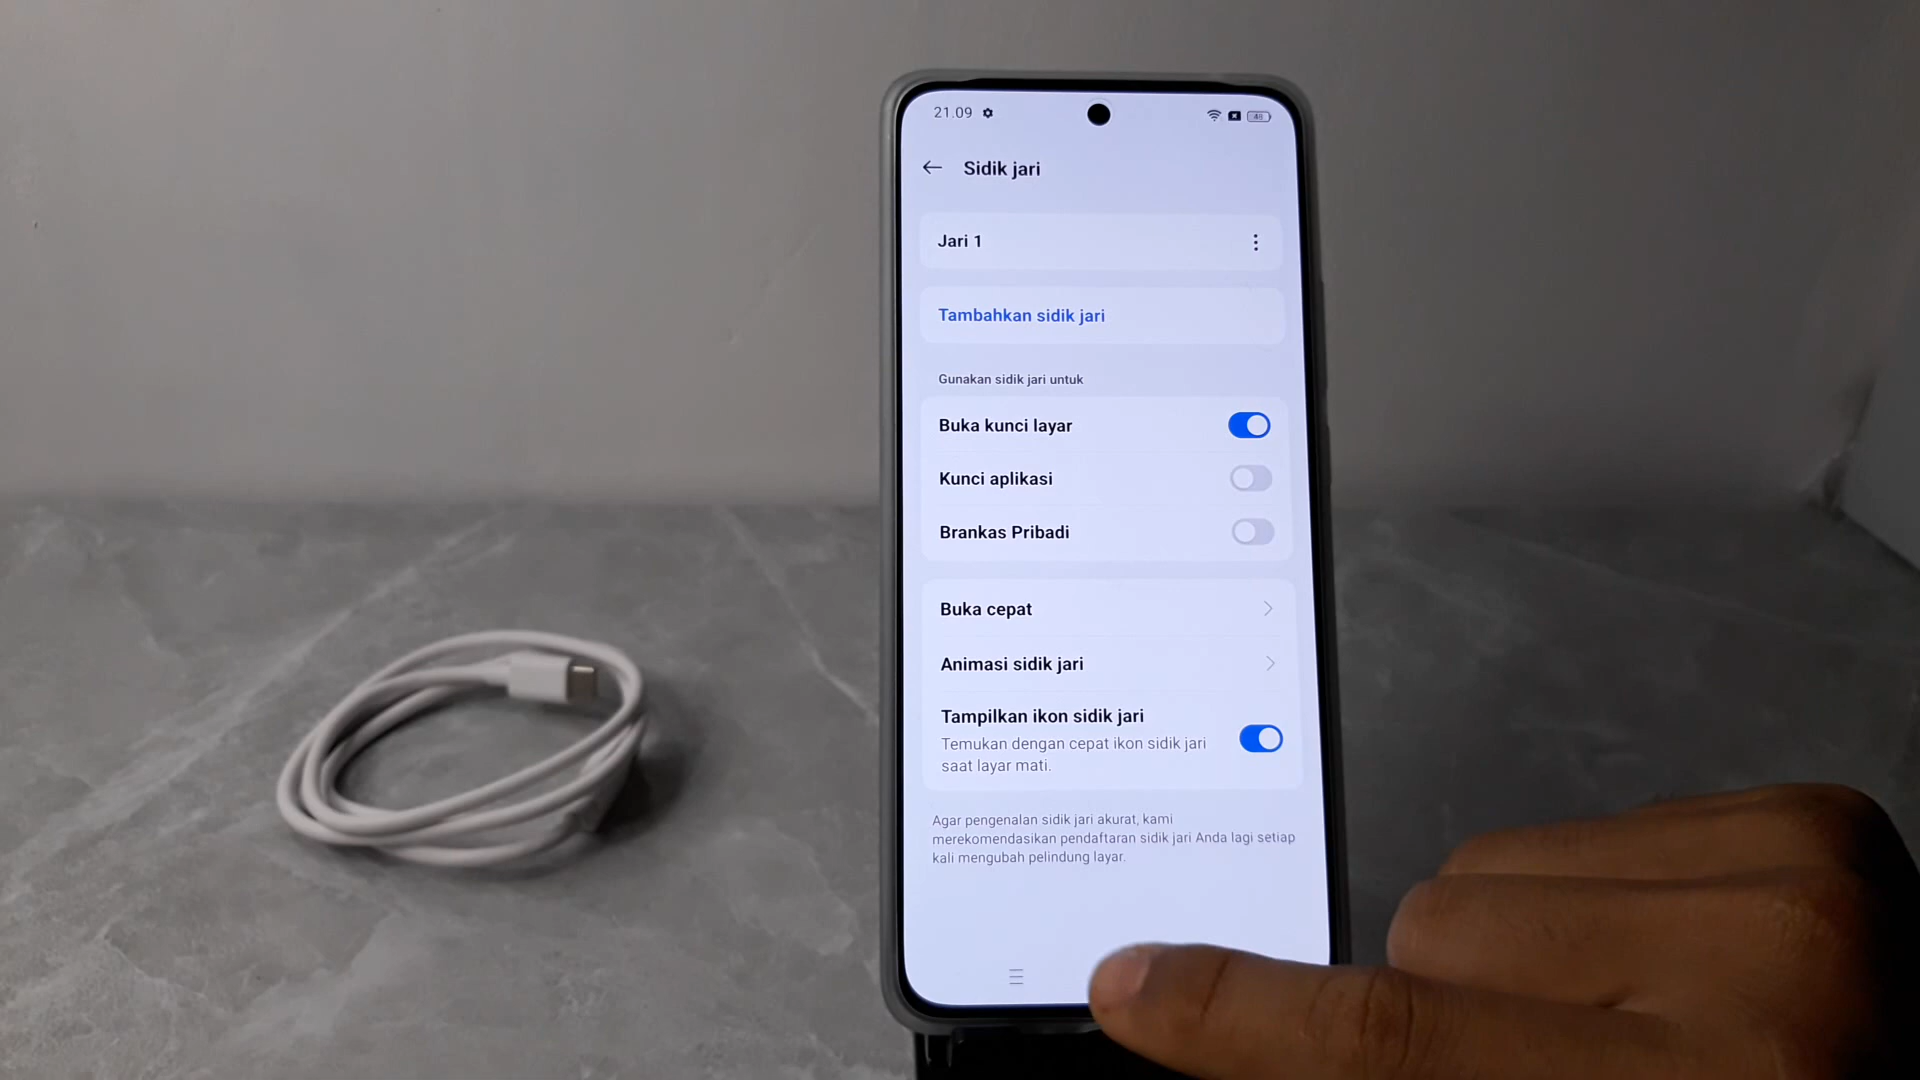 21.09
48
Sidik jari
Jari 1
Tambahkan sidik jari
Gunakan sidik jari untuk
Buka kunci layar
Kunci aplikasi
Brankas Pribadi
Buka cepat
Animasi sidik jari
Tampilkan ikon sidik jari
Temukan dengan cepat ikon sidik jari
saat layar mati.
Agar pengenalan sidik jari akurat, kami
merekomendasikan pendaftaran sidik jari Anda lagi setiap
kali mengubah pelindung layar.